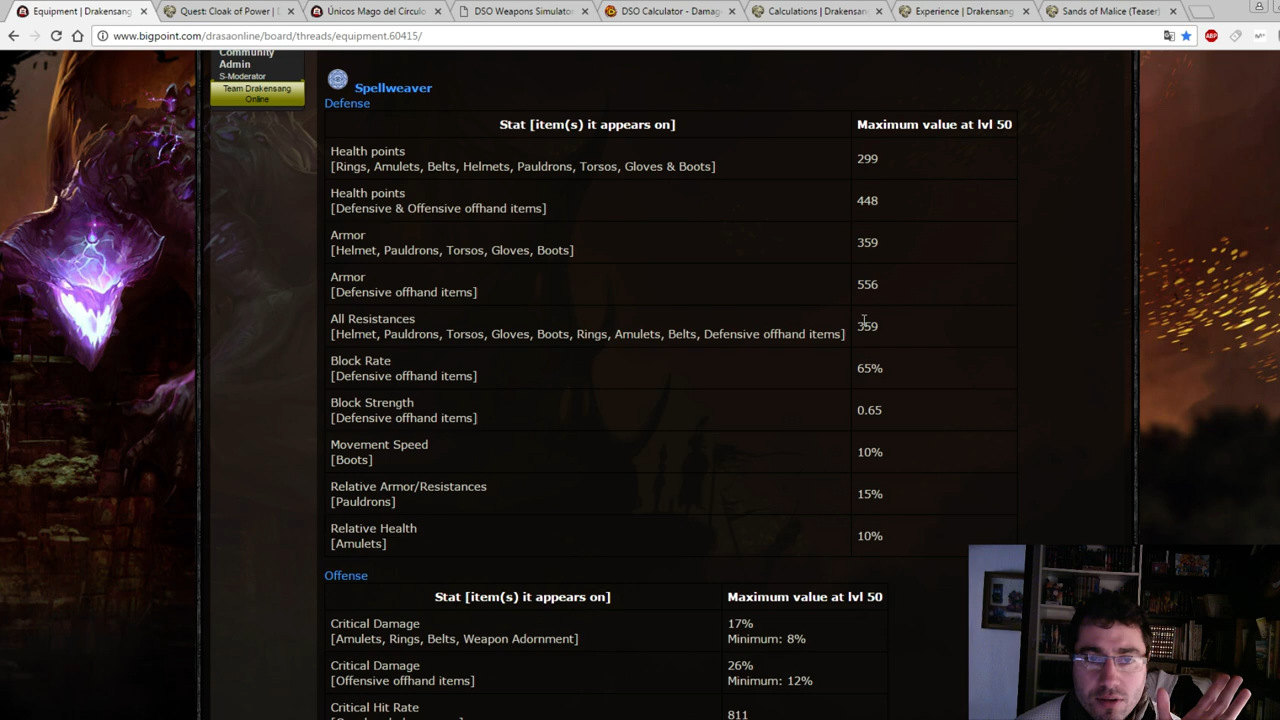 Equipment | Drakensang
Quest: Cloak of Power |
Únicos Mago del Círculo
DSO Weapons Simulator
DSO Calculator - Damag
Calculations | Drakensan
Experience | Drakensang
Sands of Malice (Teaser)
www.bigpoint.com/drasaonline/board/threads/equipment.60415/
Community
Admin
S-Moderator
Team Drakensang
Online
Spellweaver
Defense
Stat [item(s) it appears on]
Maximum value at lvl 50
Health points
[Rings, Amulets, Belts, Helmets, Pauldrons, Torsos, Gloves & Boots]
299
Health points
[Defensive & Offensive offhand items]
448
Armor
[Helmet, Pauldrons, Torsos, Gloves, Boots]
359
Armor
[Defensive offhand items]
556
All Resistances
[Helmet, Pauldrons, Torsos, Gloves, Boots, Rings, Amulets, Belts, Defensive offhand items]
359
Block Rate
[Defensive offhand items]
65%
Block Strength
[Defensive offhand items]
0.65
Movement Speed
[Boots]
10%
Relative Armor/Resistances
[Pauldrons]
15%
Relative Health
[Amulets]
10%
Offense
Stat [item(s) it appears on]
Maximum value at lvl 50
Critical Damage
[Amulets, Rings, Belts, Weapon Adornment]
17%
Minimum: 8%
Critical Damage
[Offensive offhand items]
26%
Minimum: 12%
Critical Hit Rate
811
ABP